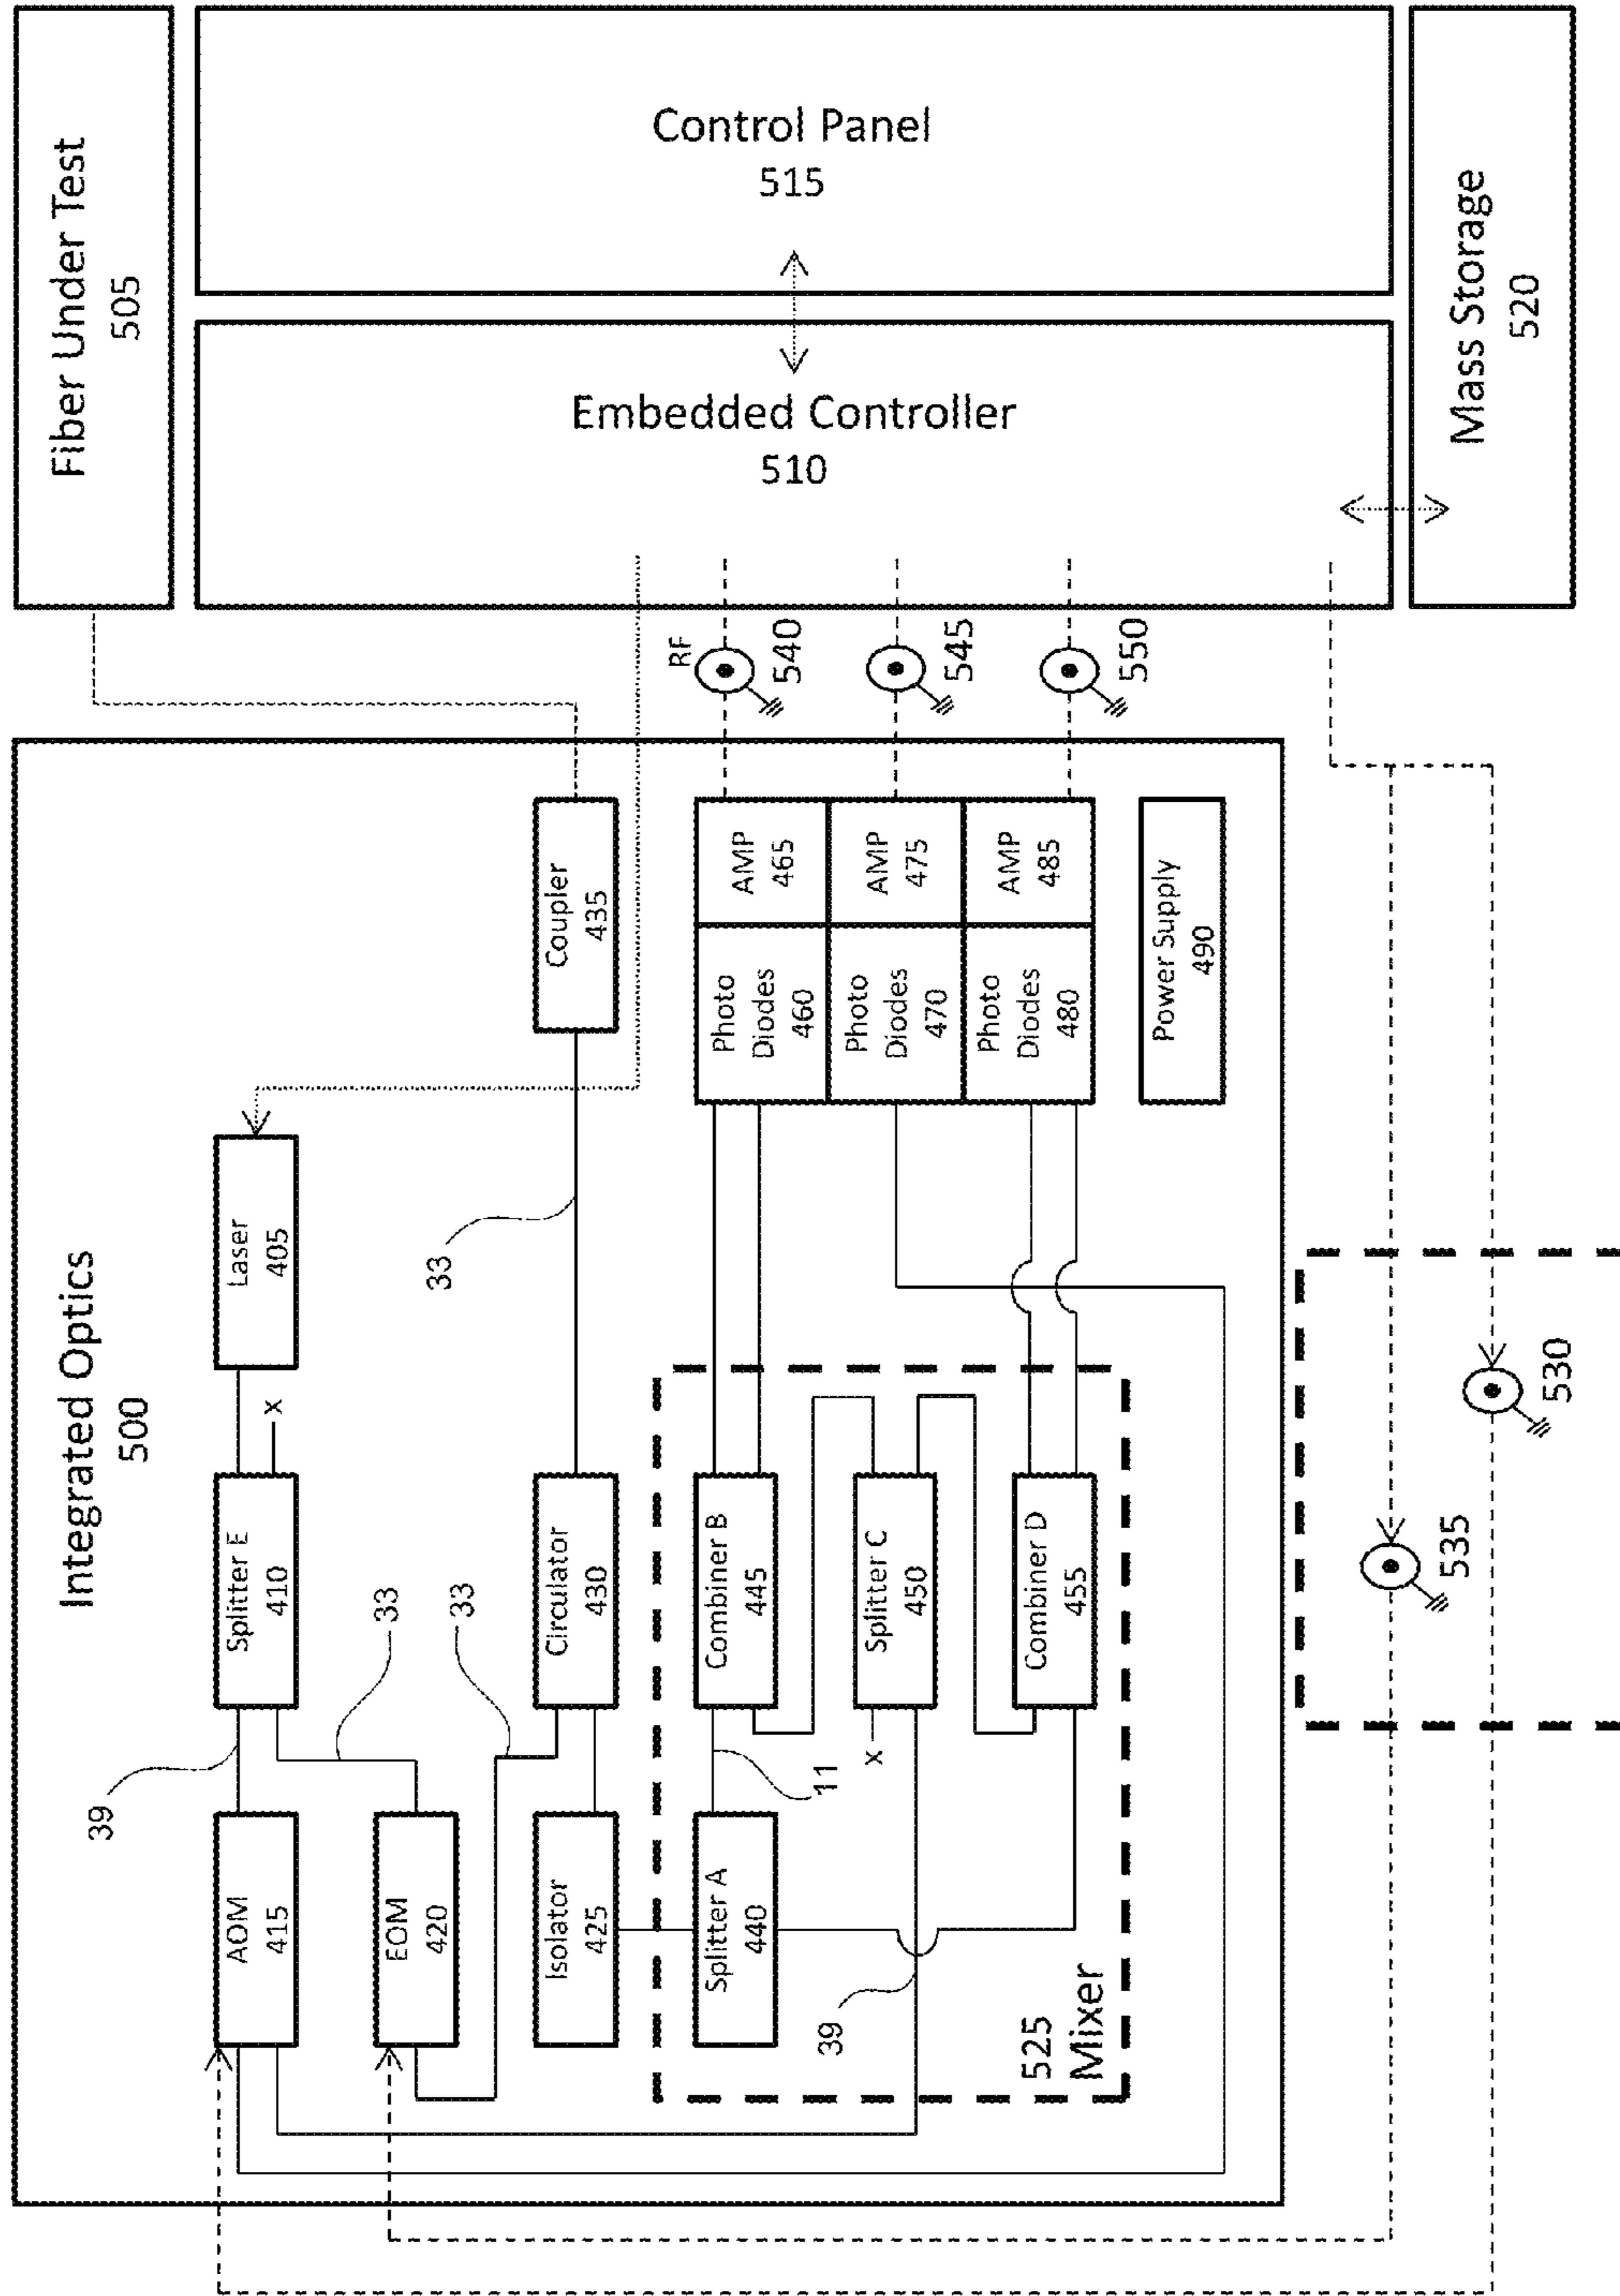 Integrated Optics
500
Fiber Under Test
505
Laser
405
x
Splitter E
410
39
AOM
415
33
EOM
420
33
Coupler
435
33
Circulator
430
Isolator
425
Control Panel
515
Embedded Controller
510
RF
540
545
550
AMP
465
AMP
475
AMP
485
Photo
Diodes
460
Photo
Diodes
470
Photo
Diodes
480
Power Supply
490
Combiner B
445
Splitter C
450
Combiner D
455
11
x
Splitter A
440
39
525
Mixer
Mass Storage
520
535
530